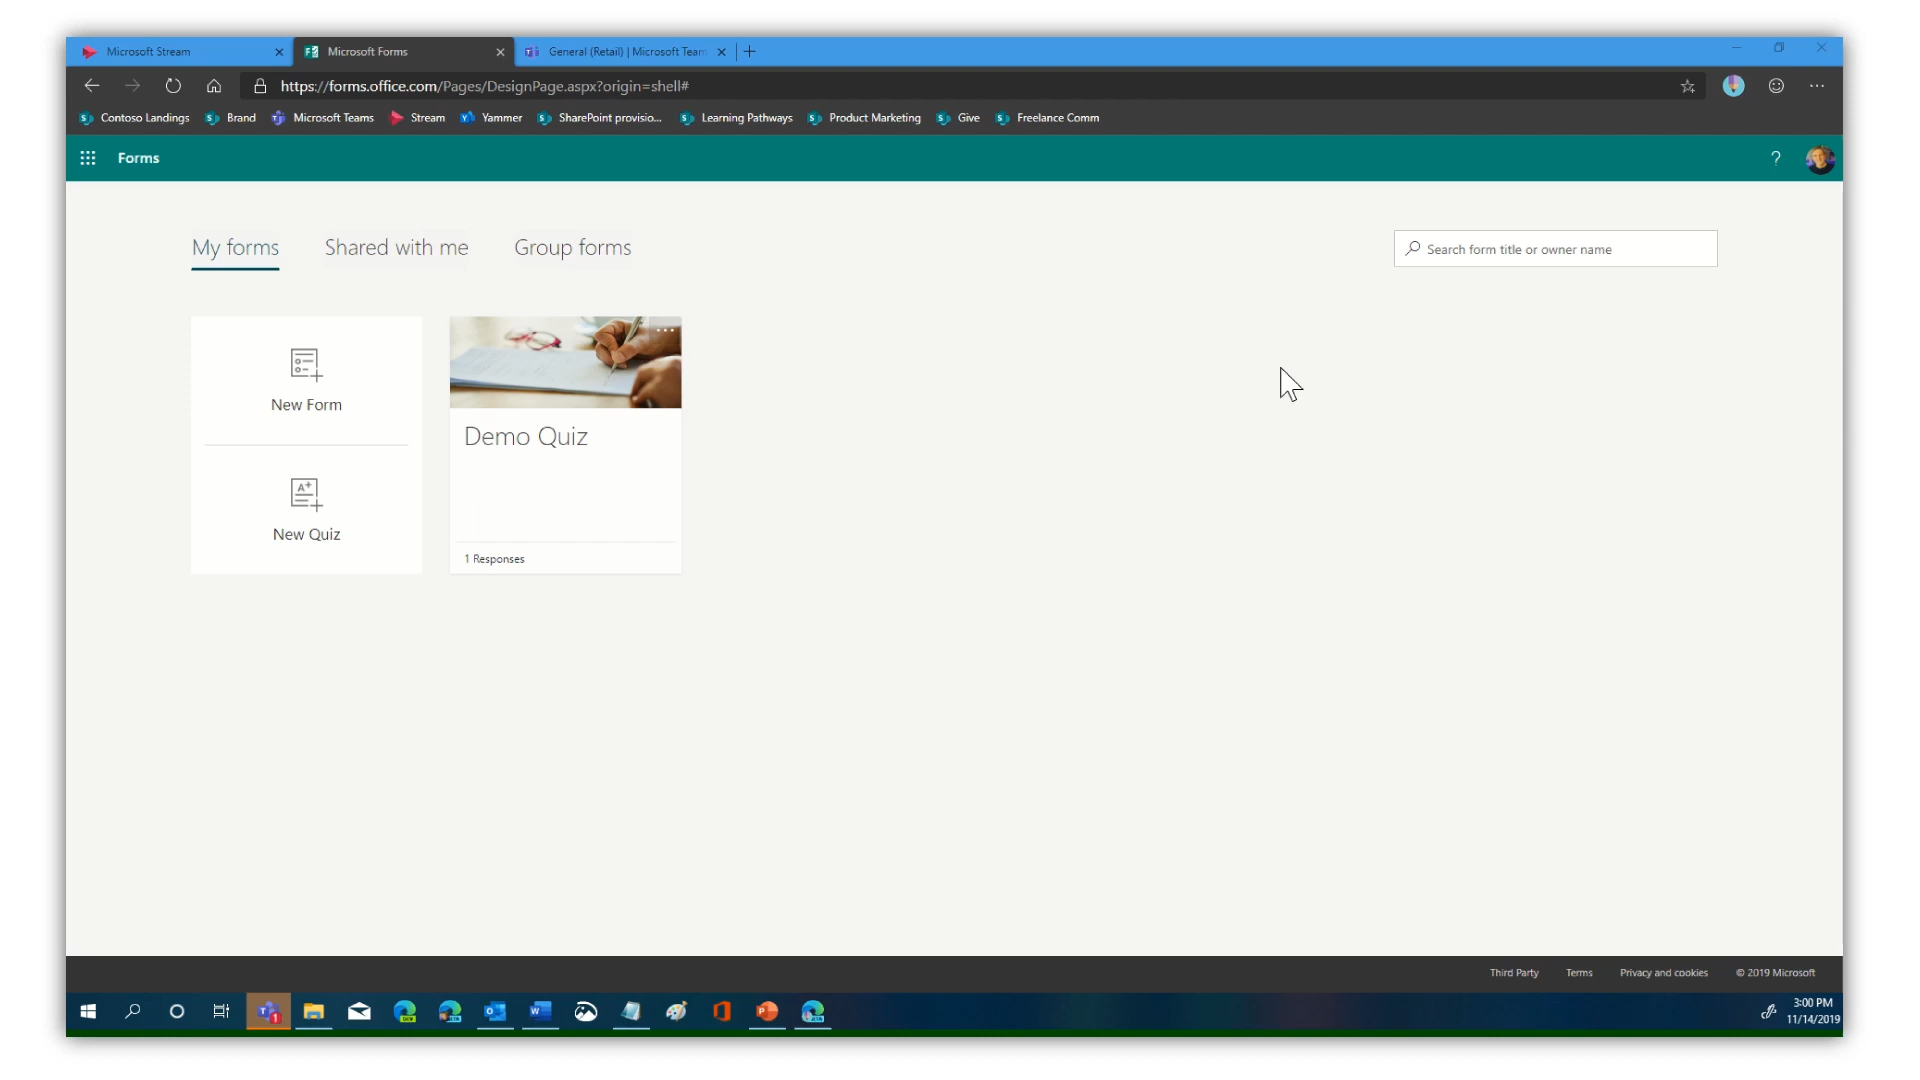 Microsoft Stream
Microsoft Forms
General (Retail) | Microsoft Team
https://forms.office.com/Pages/DesignPage.aspx?origin=shell#
Contoso Landings
Brand
Microsoft Teams
Stream
Yammer
SharePoint provisio...
Learning Pathways
Product Marketing
Give
Freelance Comm
Forms
?
My forms
Shared with me
Group forms
Search form title or owner name
New Form
New Quiz
Demo Quiz
1 Responses
Third Party
Terms
Privacy and cookies
© 2019 Microsoft
3:00 PM
11/14/2019